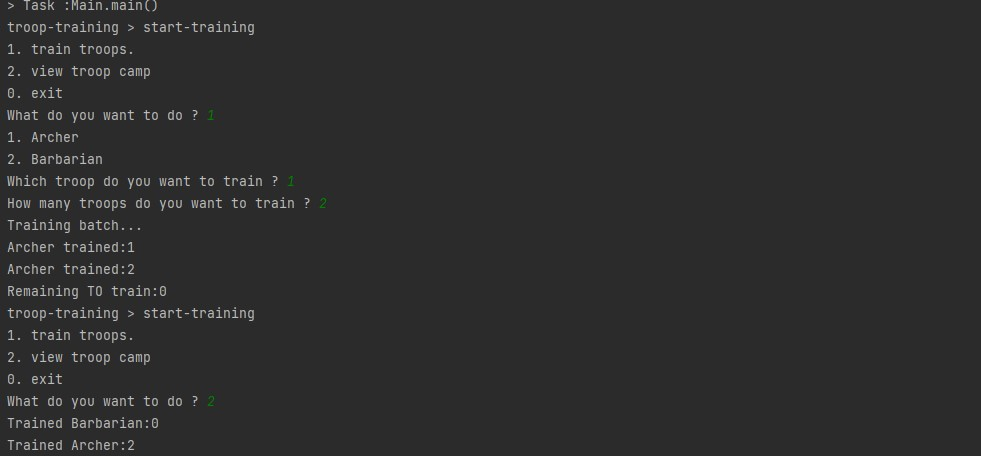 > Task :Main.main()
troop-training > start-training
1. train troops.
2. view troop camp
0. exit
What do you want to do ? 1
1. Archer
2. Barbarian
Which troop do you want to train ? 1
How many troops do you want to train ? 2
Training batch...
Archer trained:1
Archer trained:2
Remaining TO train:0
troop-training > start-training
1. train troops.
2. view troop camp
0. exit
What do you want to do ? 2
Trained Barbarian:0
Trained Archer:2